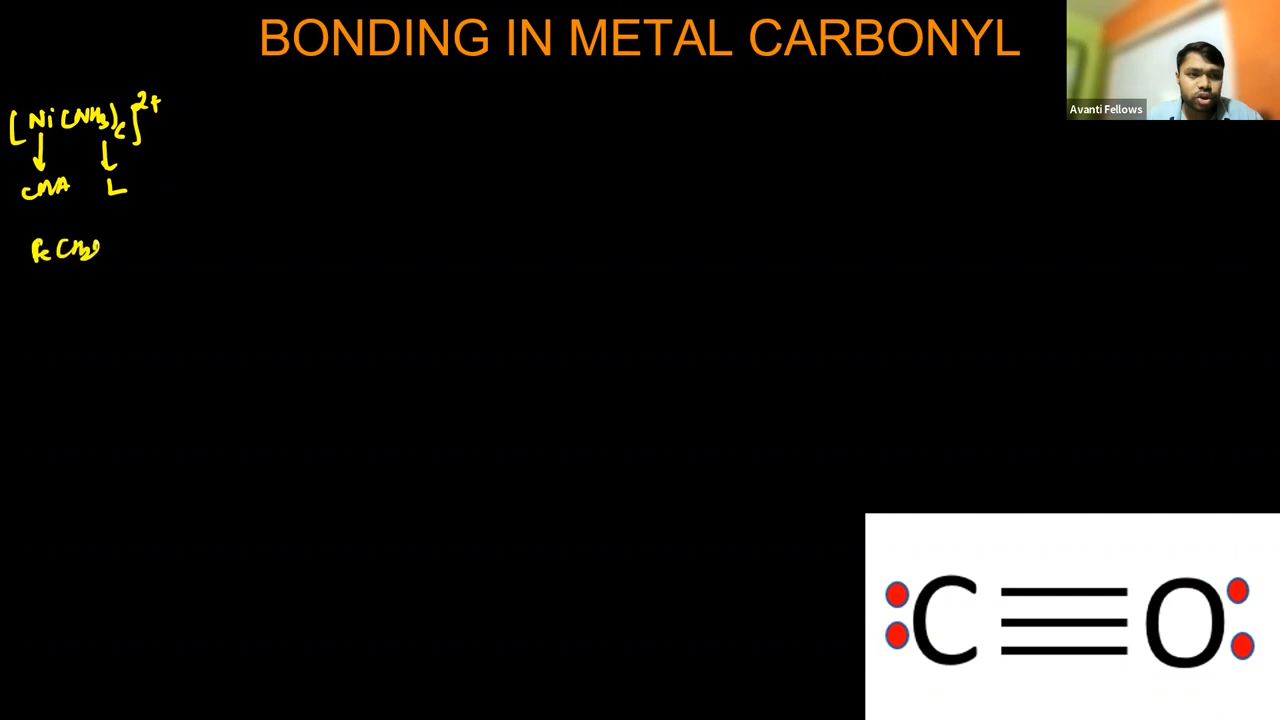 BONDING IN METAL CARBONYL
Avanti Fellows
[Ni(NH3)6]2+
CMA L
C≡O